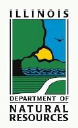 ILLINOIS
DEPARTMENT OF
NATURAL
RESOURCES